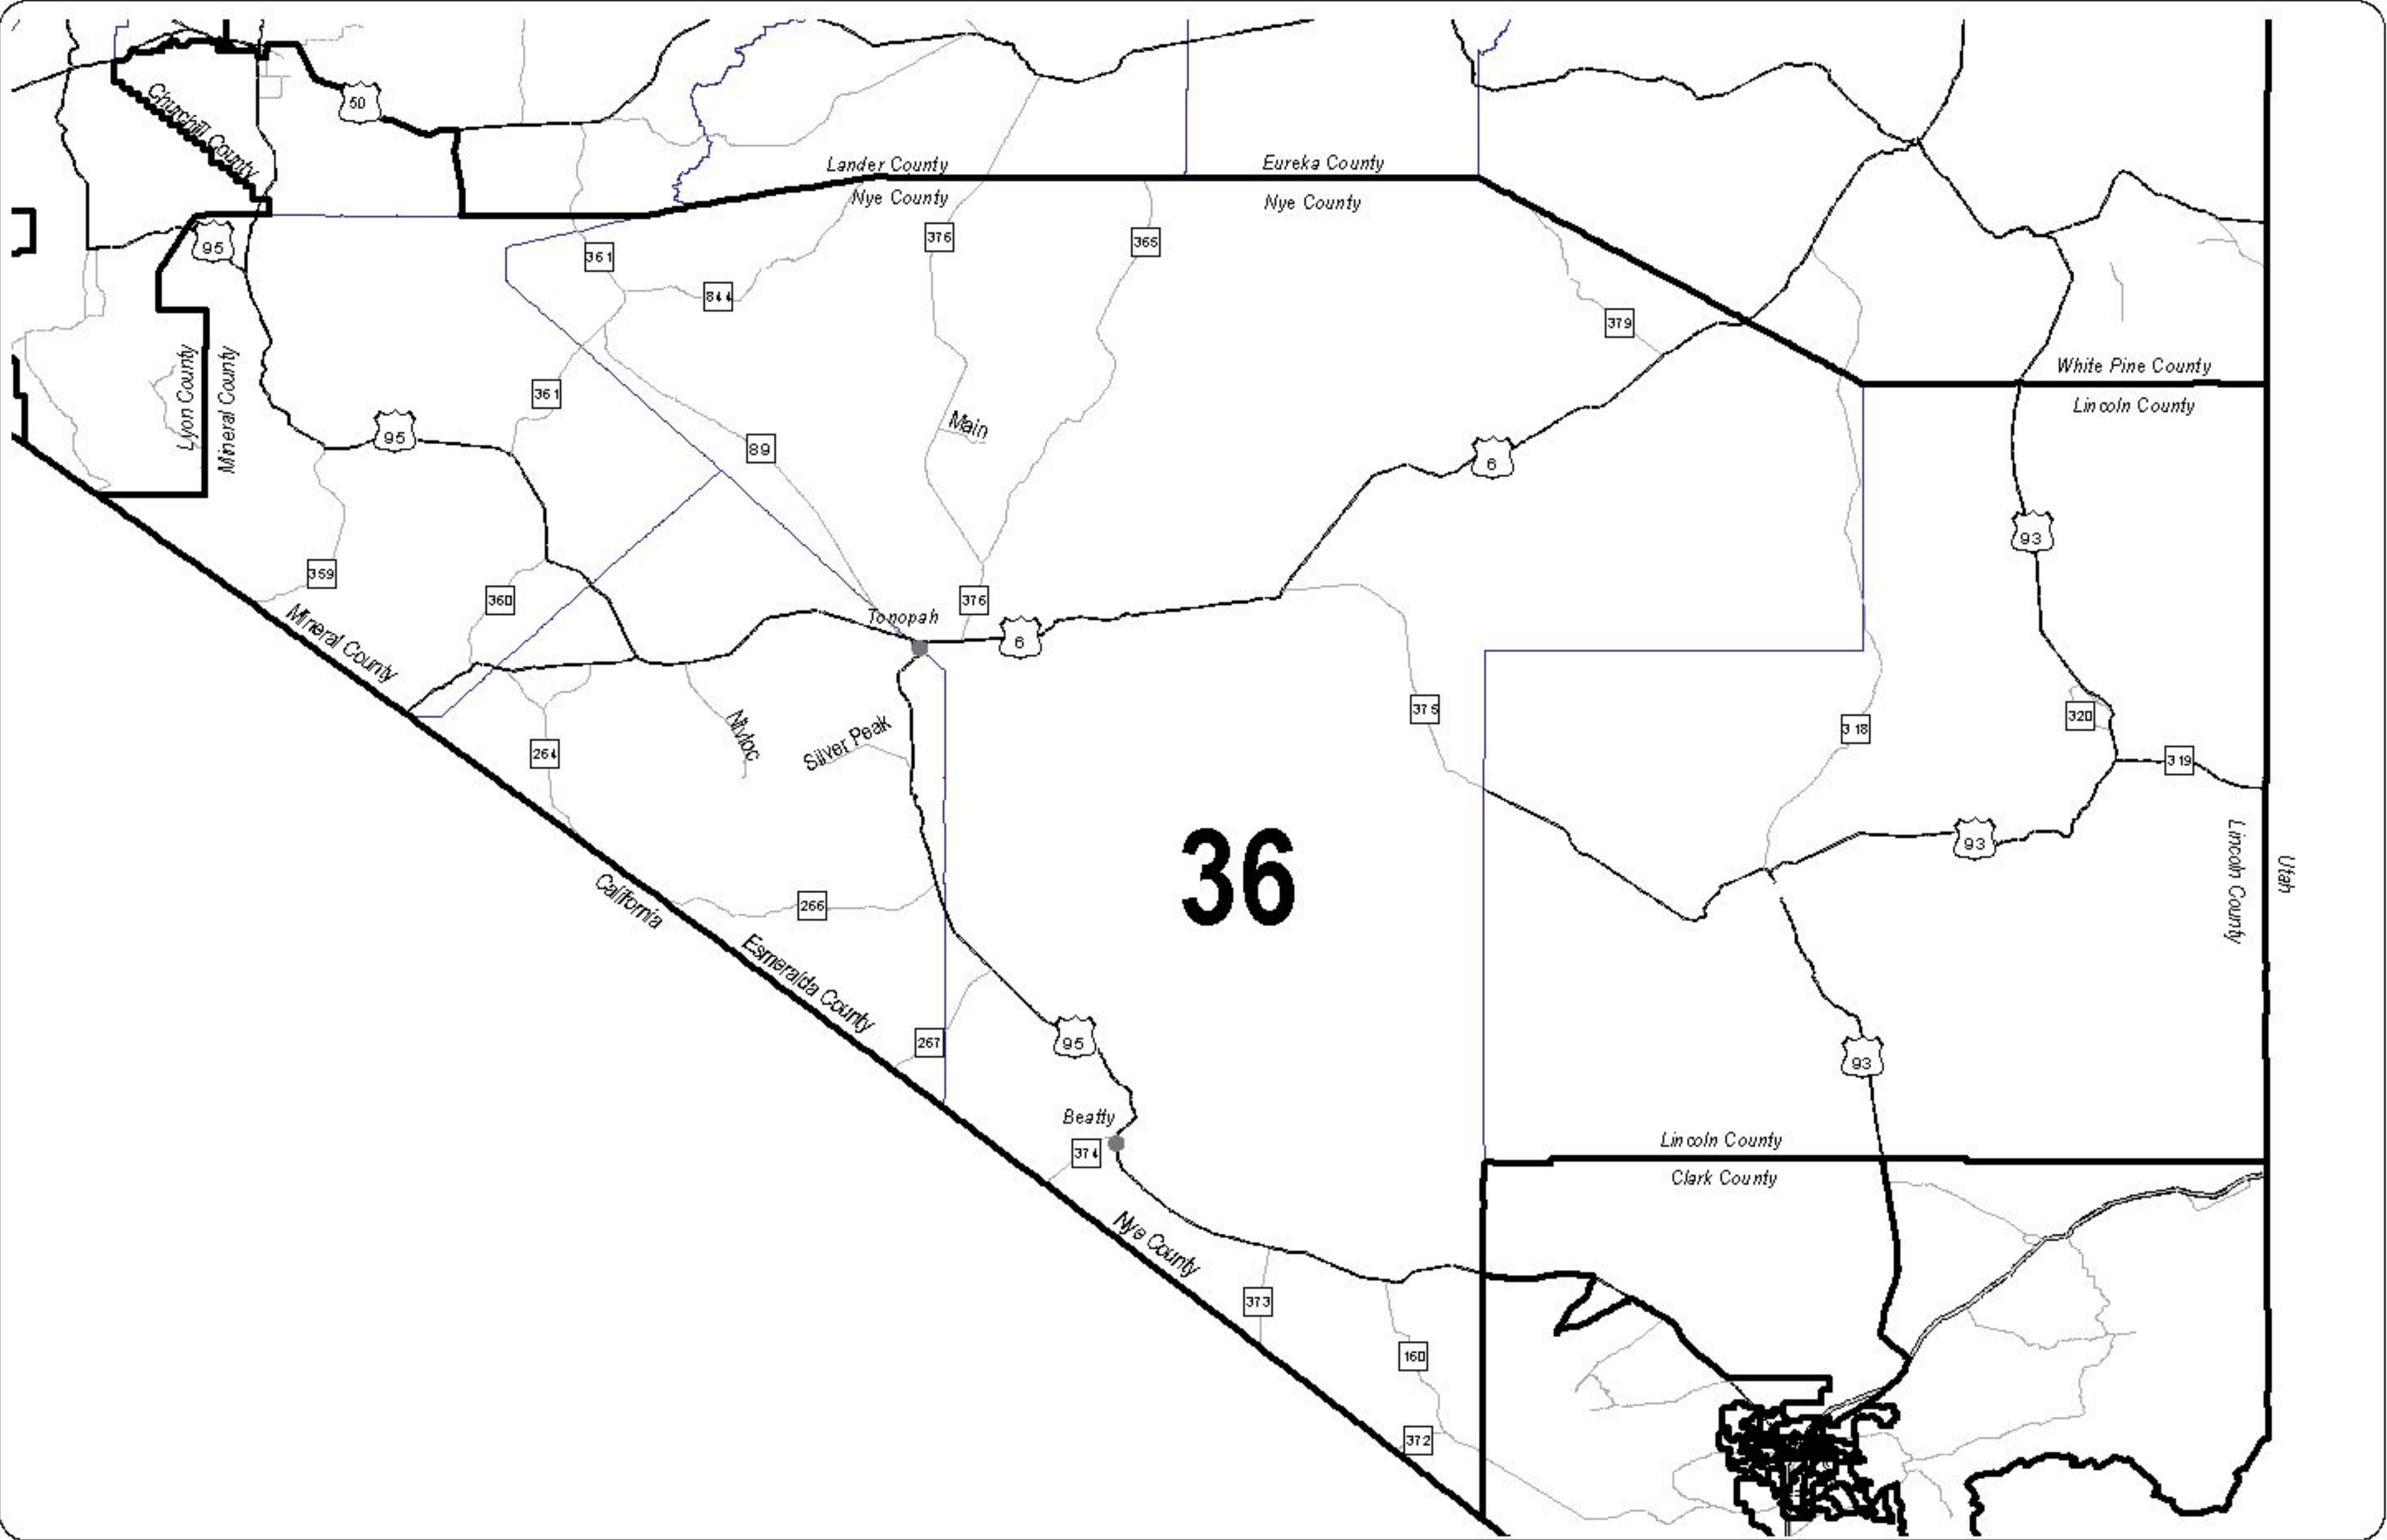 50
Churchill County
Lander County
Eureka County
Nye County
Nye County
95
376
365
361
844
379
Lyon County
Mineral County
White Pine County
Lincoln County
361
95
Main
89
6
93
359
360
376
Tonopah
6
Mineral County
375
318
320
264
Nivloc
Silver Peak
319
93
36
Lincoln County
Utah
California
266
Esmeralda County
267
95
93
Beatty
374
Lincoln County
Clark County
Nye County
373
160
372